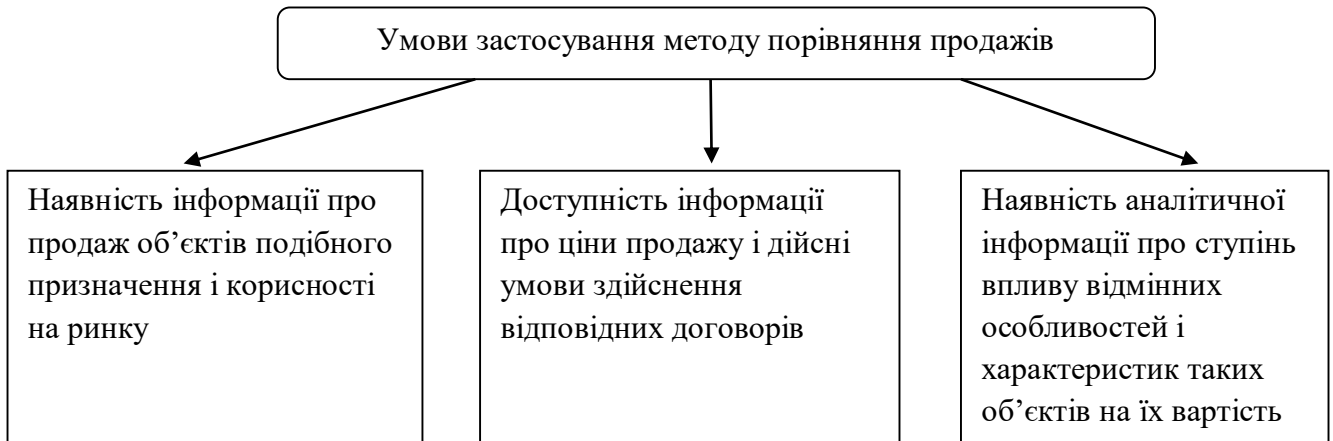 Умови застосування методу порівняння продажів
Наявність інформації про
продаж об’єктів подібного
призначення і корисності
на ринку
Доступність інформації
про ціни продажу і дійсні
умови здійснення
відповідних договорів
Наявність аналітичної
інформації про ступінь
впливу відмінних
особливостей і
характеристик таких
об’єктів на їх вартість